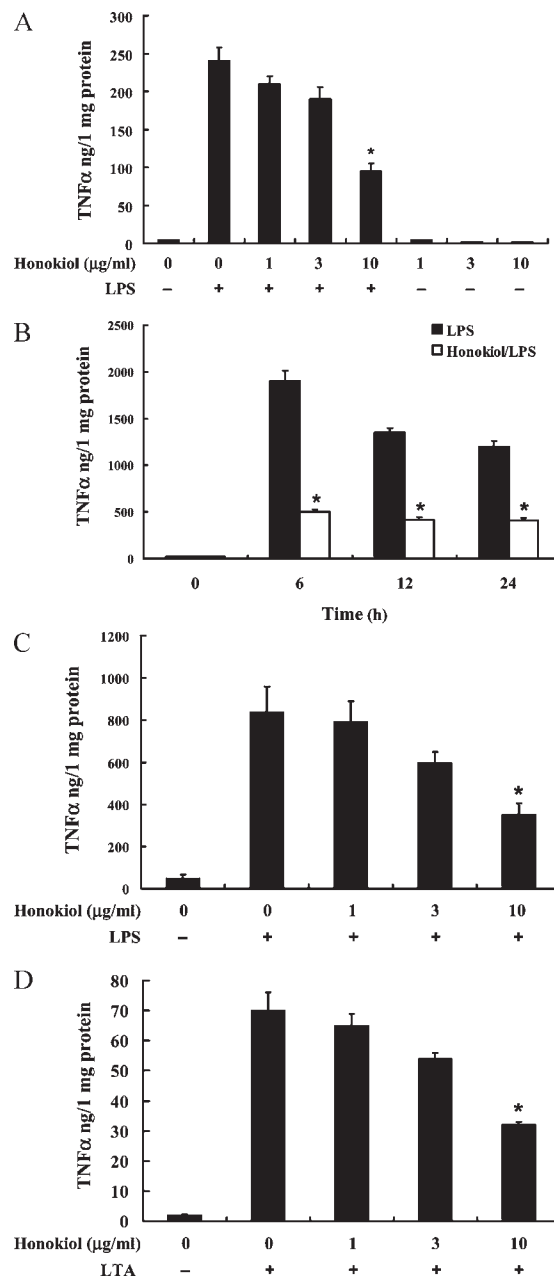 A
TNFα ng/1 mg protein
300
250
200
150
100
50
0
*
Honokiol (μg/ml) 0 0 1 3 10 1 3 10
LPS – + + + + – – –
B
TNFα ng/1 mg protein
2500
2000
1500
1000
500
0
LPS
Honokiol/LPS
* * *
0 6 12 24
Time (h)
C
TNFα ng/1 mg protein
1200
1000
800
600
400
200
0
*
Honokiol (μg/ml) 0 0 1 3 10
LPS – + + + +
D
TNFα ng/1 mg protein
80
70
60
50
40
30
20
10
0
*
Honokiol (μg/ml) 0 0 1 3 10
LTA – + + + +